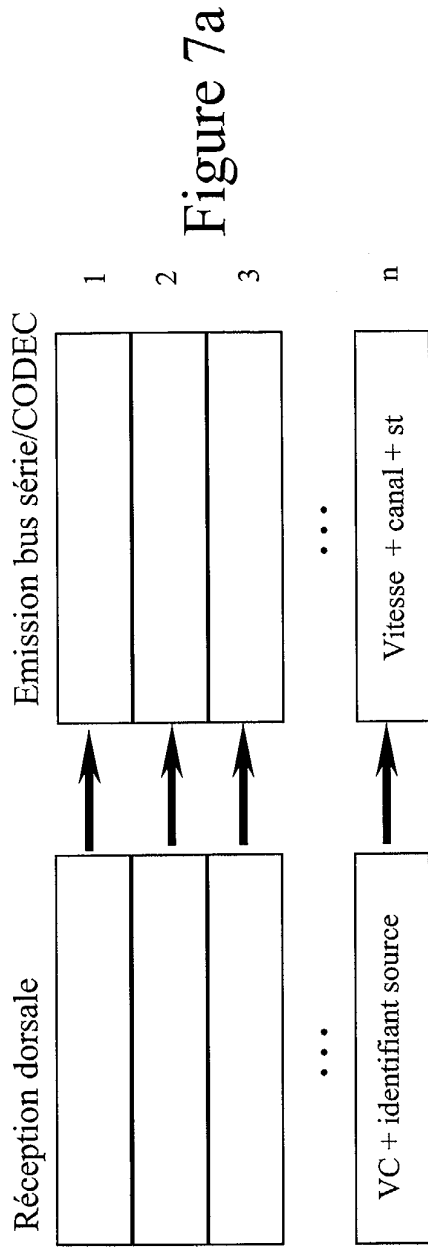 Réception dorsale
Emission bus série/CODEC
1
2
3
...
...
VC + identifiant source
Vitesse + canal + st
n
Figure 7a